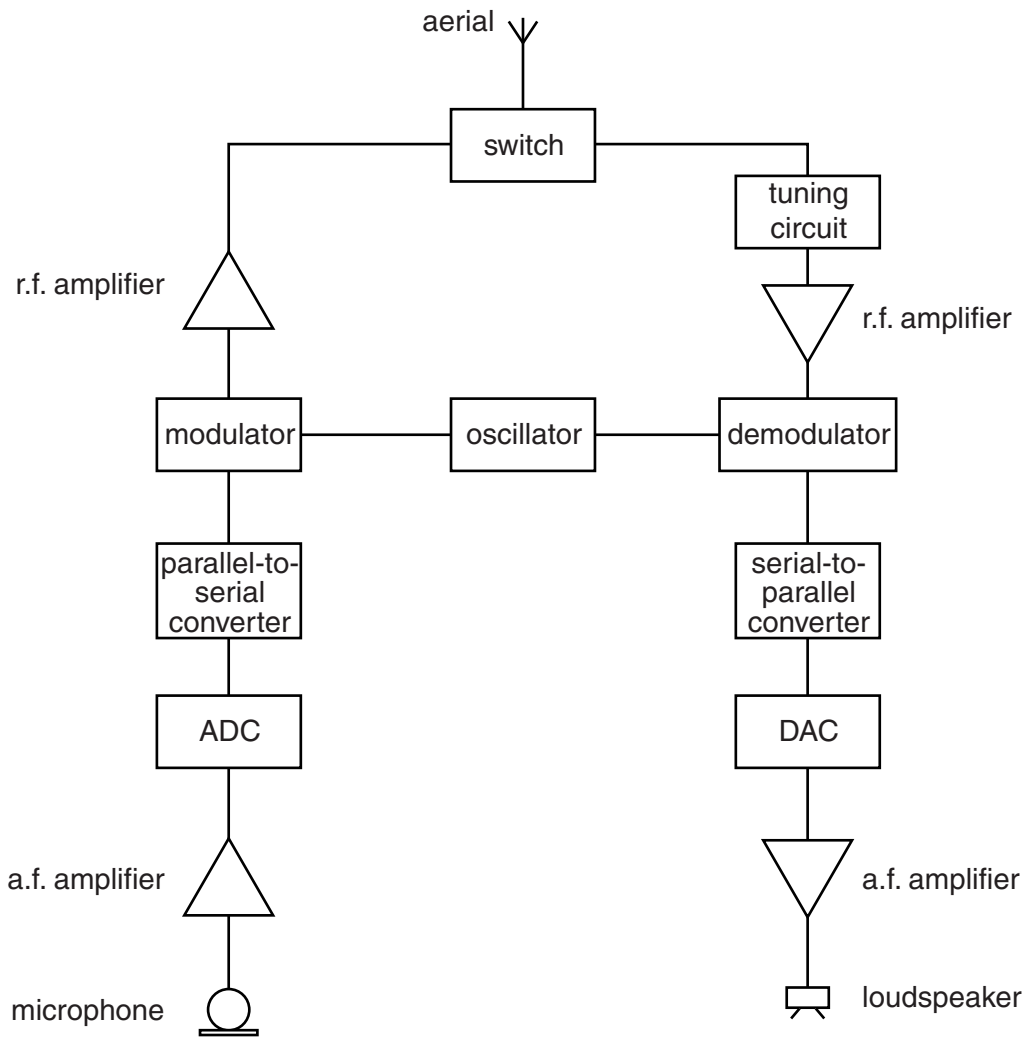 aerial
switch
tuning
circuit
r.f. amplifier
r.f. amplifier
modulator
oscillator
demodulator
parallel-to-
serial
converter
serial-to-
parallel
converter
ADC
DAC
a.f. amplifier
a.f. amplifier
microphone
loudspeaker